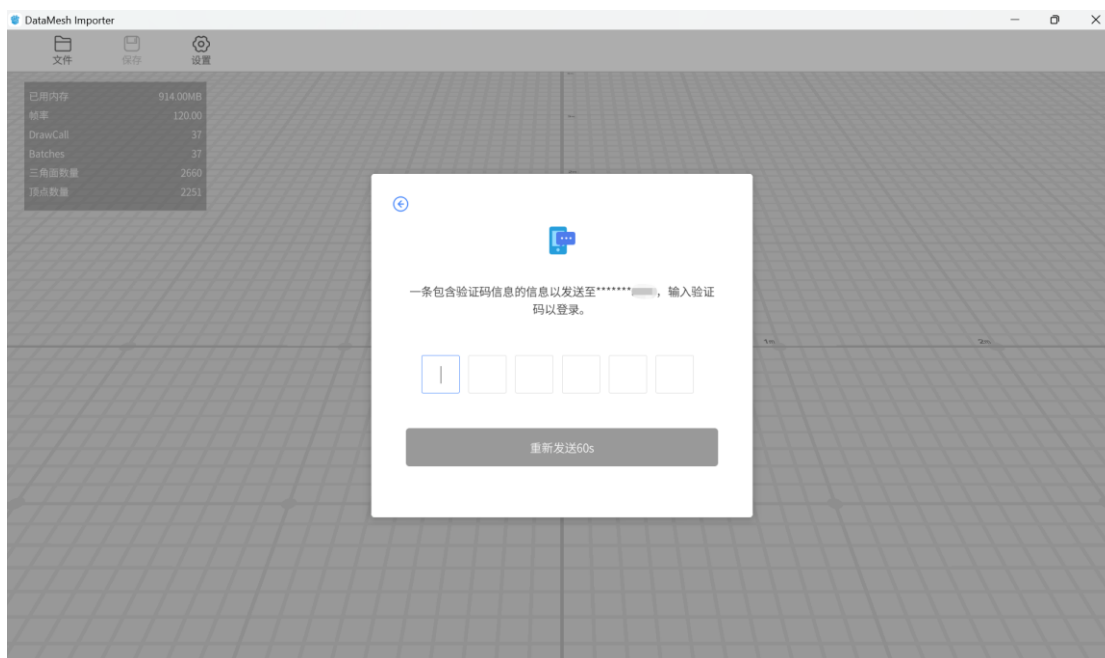 DataMesh Importer
文件 保存 设置
已用内存 914.00MB
帧率 120.00
DrawCall 37
Batches 37
三角面数量 2660
顶点数量 2251
一条包含验证码信息的信息以发送至*******，输入验证
码以登录。
1m
2m
重新发送60s